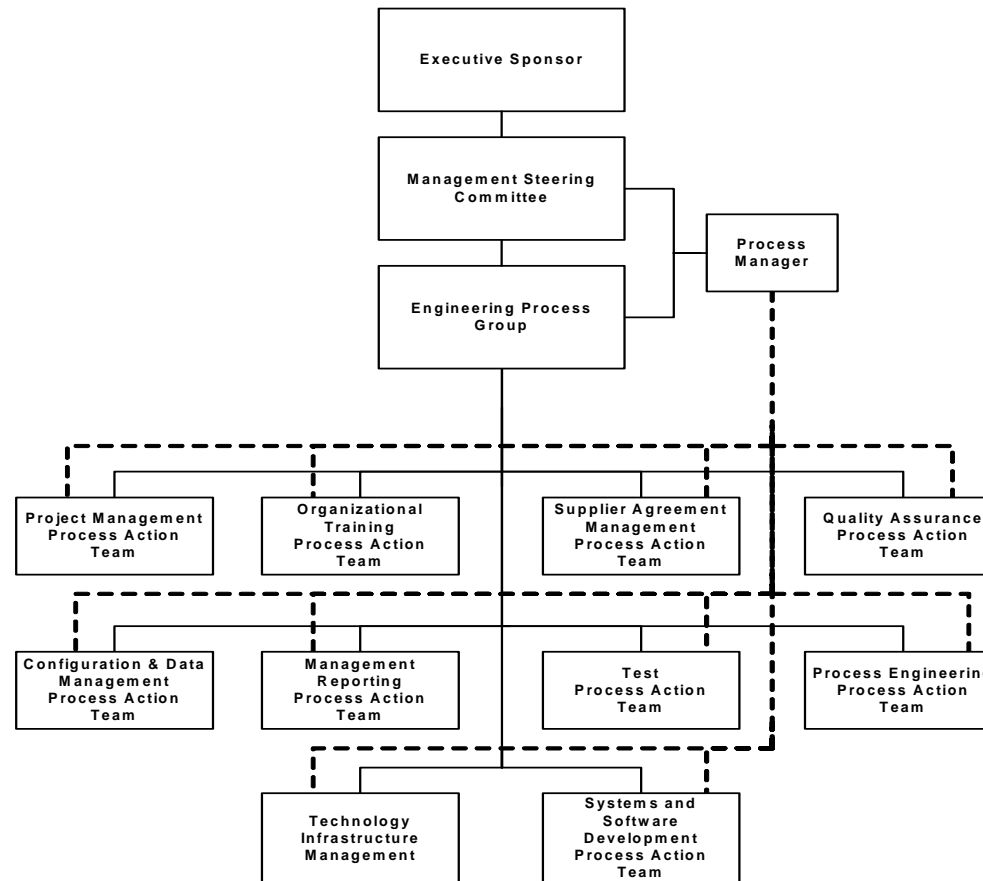 Executive Sponsor
Management Steering
Committee
Process
Manager
Engineering Process
Group
Project Management
Process Action
Team
Organizational
Training
Process Action
Team
Supplier Agreement
Management
Process Action
Team
Quality Assurance
Process Action
Team
Configuration & Data
Management
Process Action
Team
Management
Reporting
Process Action
Team
Test
Process Action
Team
Process Engineering
Process Action
Team
Technology
Infrastructure
Management
Systems and
Software
Development
Process Action
Team